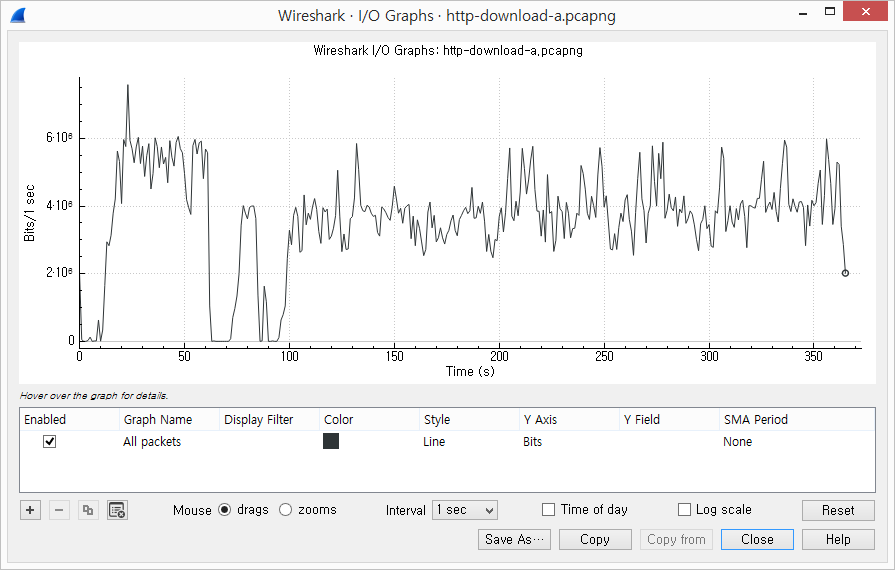 Wireshark · I/O Graphs · http-download-a.pcapng
Wireshark I/O Graphs: http-download-a.pcapng
Bits/1 sec
6·10⁶
4·10⁶
2·10⁶
0
0 50 100 150 200 250 300 350
Time (s)
Hover over the graph for details.
Enabled Graph Name Display Filter Color Style Y Axis Y Field SMA Period
All packets Line Bits None
Mouse drags zooms Interval 1 sec Time of day Log scale Reset
Save As… Copy Copy from Close Help